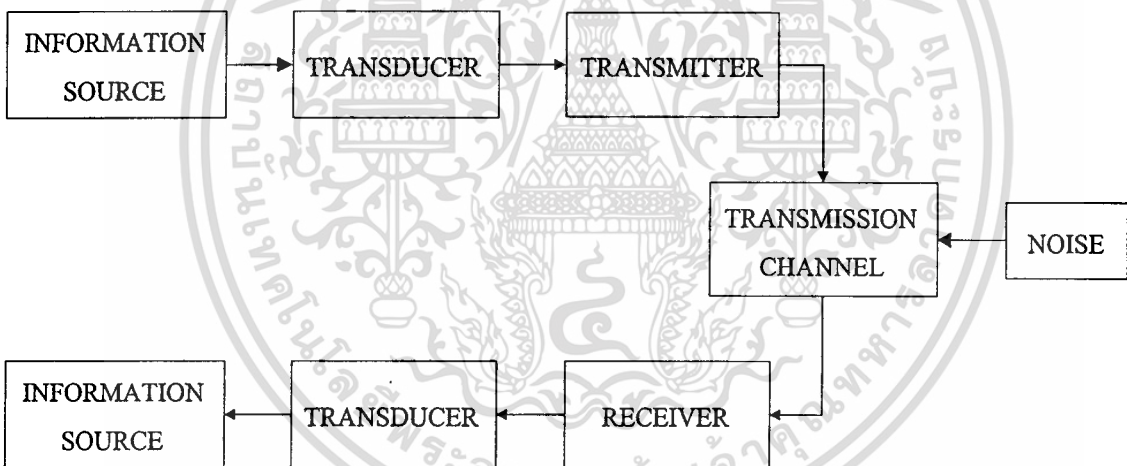 INFORMATION
SOURCE
TRANSDUCER
TRANSMITTER
TRANSMISSION
CHANNEL
NOISE
RECEIVER
TRANSDUCER
INFORMATION
SOURCE